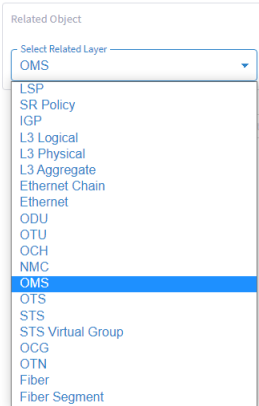 Related Object
Select Related Layer
OMS
LSP
SR Policy
IGP
L3 Logical
L3 Physical
L3 Aggregate
Ethernet Chain
Ethernet
ODU
OTU
OCH
NMC
OMS
OTS
STS
STS Virtual Group
OCG
OTN
Fiber
Fiber Segment